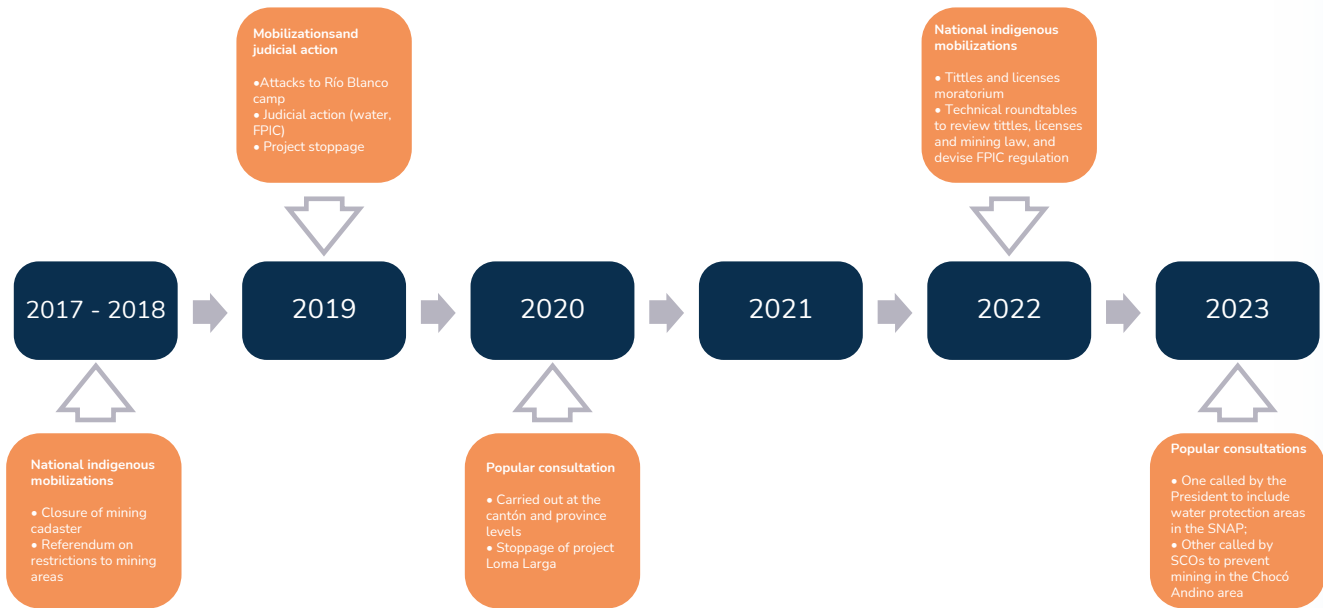 Mobilizationsand
judicial action
•Attacks to Río Blanco
camp
• Judicial action (water,
FPIC)
• Project stoppage
National indigenous
mobilizations
• Tittles and licenses
moratorium
• Technical roundtables
to review tittles, licenses
and mining law, and
devise FPIC regulation
2017 - 2018
2019
2020
2021
2022
2023
National indigenous
mobilizations
• Closure of mining
cadaster
• Referendum on
restrictions to mining
areas
Popular consultation
• Carried out at the
cantón and province
levels
• Stoppage of project
Loma Larga
Popular consultations
• One called by the
President to include
water protection areas
in the SNAP;
• Other called by
SCOs to prevent
mining in the Chocó
Andino area